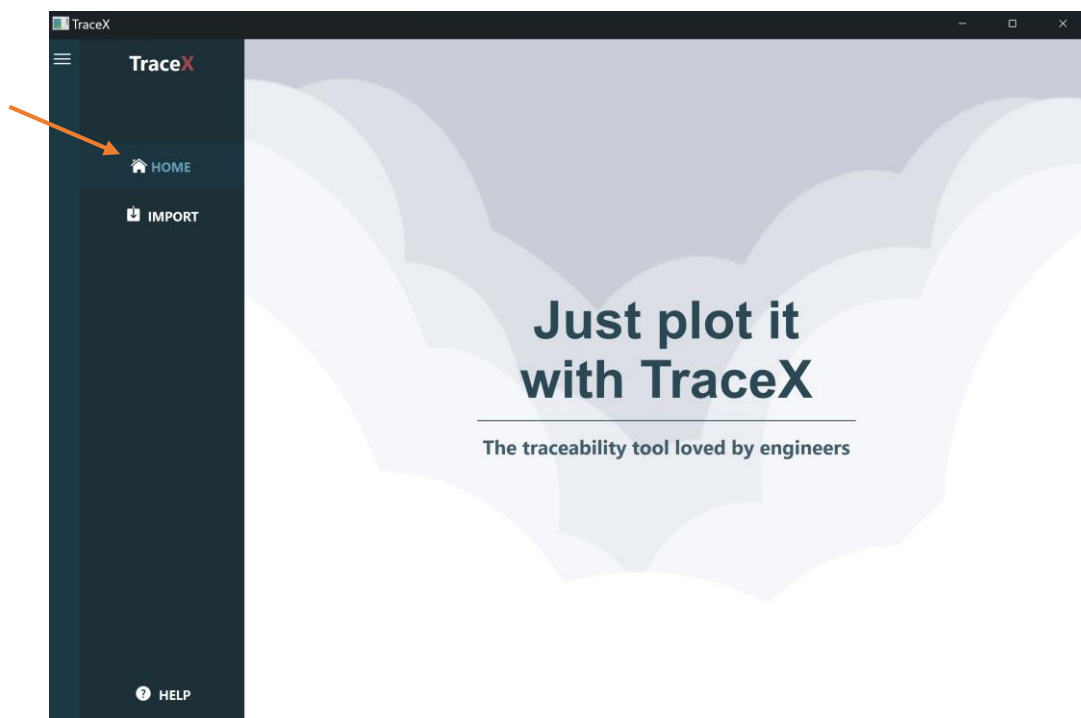 TraceX
TraceX
HOME
IMPORT
Just plot it
with TraceX
The traceability tool loved by engineers
HELP